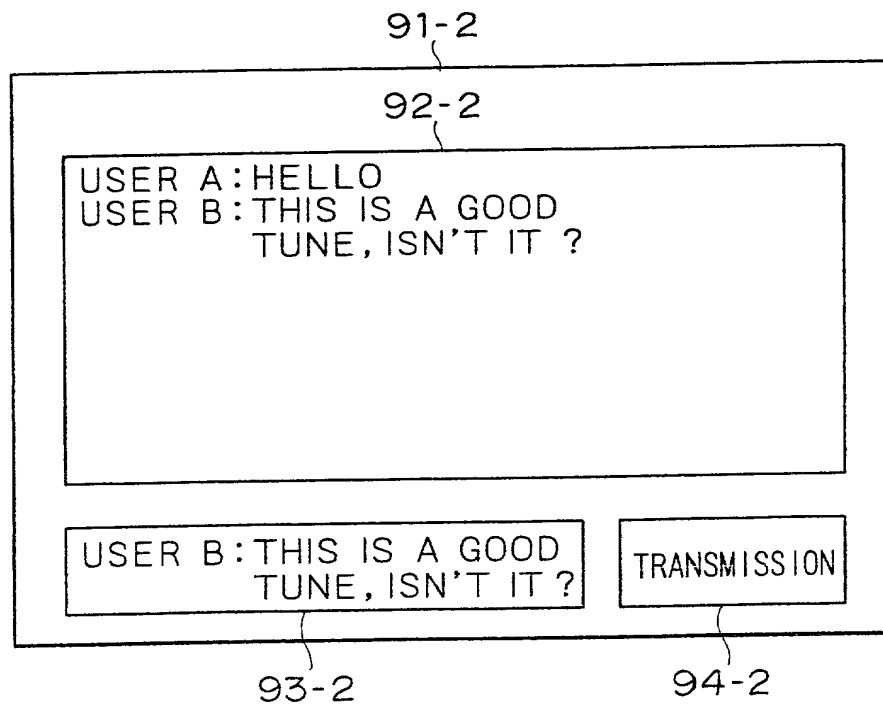 91-2
92-2
USER A:HELLO
USER B:THIS IS A GOOD
TUNE, ISN'T IT ?
USER B:THIS IS A GOOD
TUNE, ISN'T IT ?
TRANSMISSION
93-2
94-2